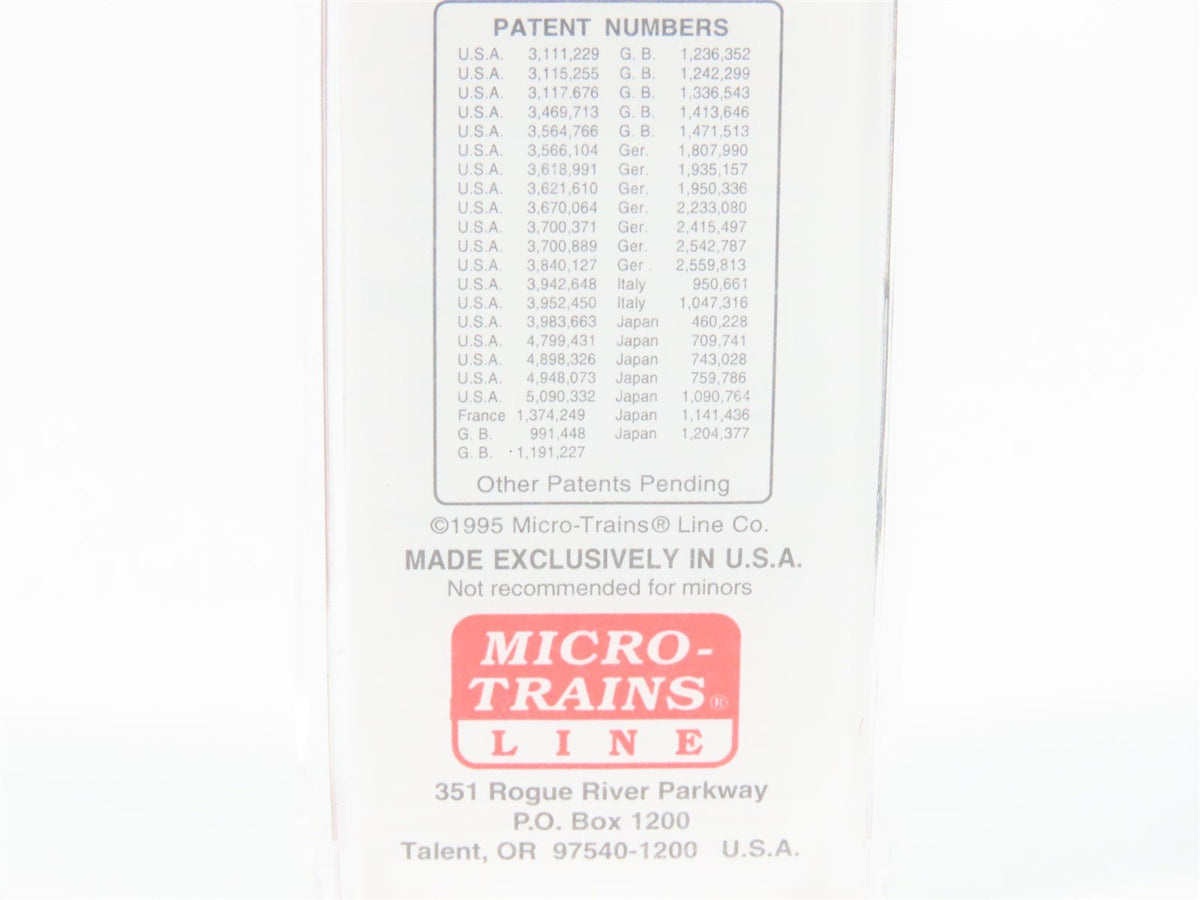 PATENT NUMBERS
U.S.A. 3,111,229 G. B. 1,236,352
U.S.A. 3,115,255 G. B. 1,242,299
U.S.A. 3,117.676 G. B. 1,336,543
U.S.A. 3,469,713 G. B. 1,413,646
U.S.A. 3,564,766 G. B. 1,471,513
U.S.A. 3,566,104 Ger. 1,807,990
U.S.A. 3,618,991 Ger. 1,935,157
U.S.A. 3,621,610 Ger. 1,950,336
U.S.A. 3,670,064 Ger. 2,233,080
U.S.A. 3,700,371 Ger. 2,415,497
U.S.A. 3,700,889 Ger. 2,542,787
U.S.A. 3,840,127 Ger . 2,559,813
U.S.A. 3,942,648 Italy 950,661
U.S.A. 3,952,450 Italy 1,047,316
U.S.A. 3,983,663 Japan 460,228
U.S.A. 4,799,431 Japan 709,741
U.S.A. 4,898,326 Japan 743,028
U.S.A. 4,948,073 Japan 759,786
U.S.A. 5,090,332 Japan 1,090,764
France 1,374,249 Japan 1,141,436
G. B. 991,448 Japan 1,204,377
G. B. 1,191,227
Other Patents Pending
©1995 Micro-Trains® Line Co.
MADE EXCLUSIVELY IN U.S.A.
Not recommended for minors
MICRO-
TRAINS®
LINE
351 Rogue River Parkway
P.O. Box 1200
Talent, OR 97540-1200 U.S.A.